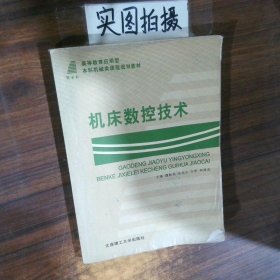 实图拍摄
高等教育应用型
本科机械类课程规划教材
机床数控技术
GAODENG JIAOYU YINGYONGXING
BENKE JIXIELEI KECHENG GUIHUA JIAOCAI
大连理工大学出版社